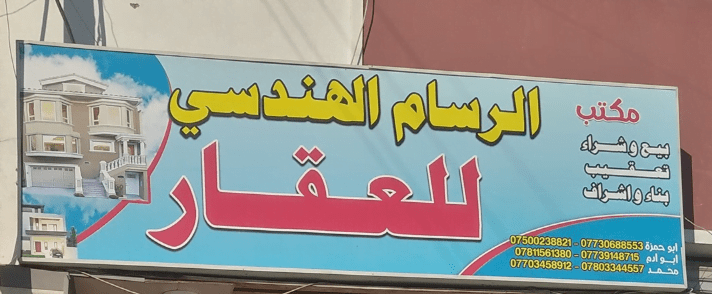 مكتب
الرسام الهندسي
للعقار
بيع وشراء
تعقيب
بناء واشراف
ابو حمزة 07730688553 - 07500238821
ابو ادم 07739148715 - 07811561380
محمد 07803344557 - 07703458912